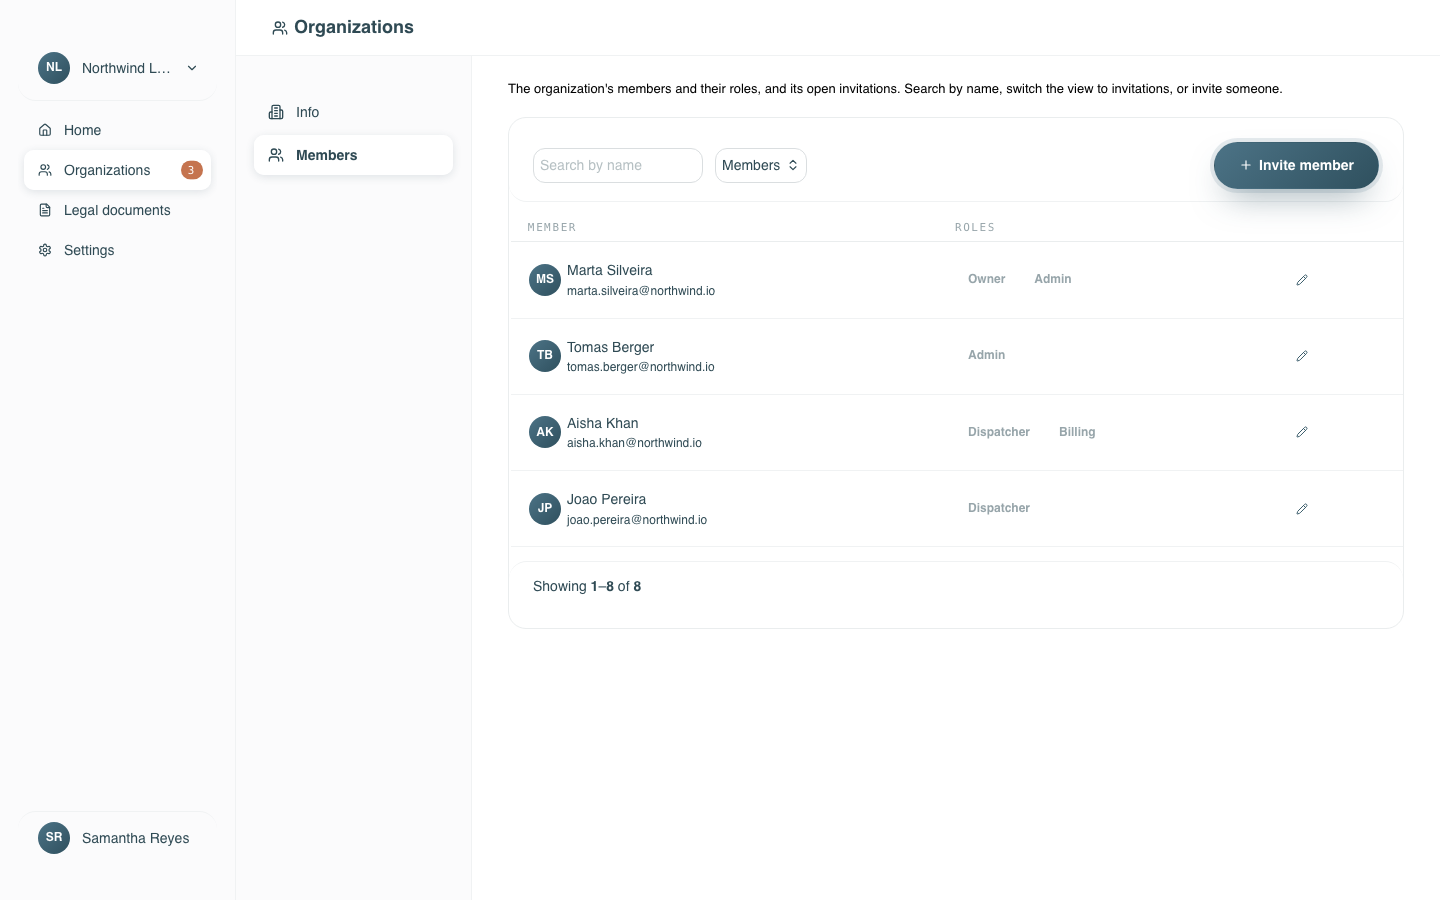 Organizations
NL
Northwind L...
Home
Organizations
3
Legal documents
Settings
SR
Samantha Reyes
Info
Members
The organization's members and their roles, and its open invitations. Search by name, switch the view to invitations, or invite someone.
Search by name
Members
Invite member
MEMBER
ROLES
MS
Marta Silveira
marta.silveira@northwind.io
Owner
Admin
TB
Tomas Berger
tomas.berger@northwind.io
Admin
AK
Aisha Khan
aisha.khan@northwind.io
Dispatcher
Billing
JP
Joao Pereira
joao.pereira@northwind.io
Dispatcher
Showing 1–8 of 8